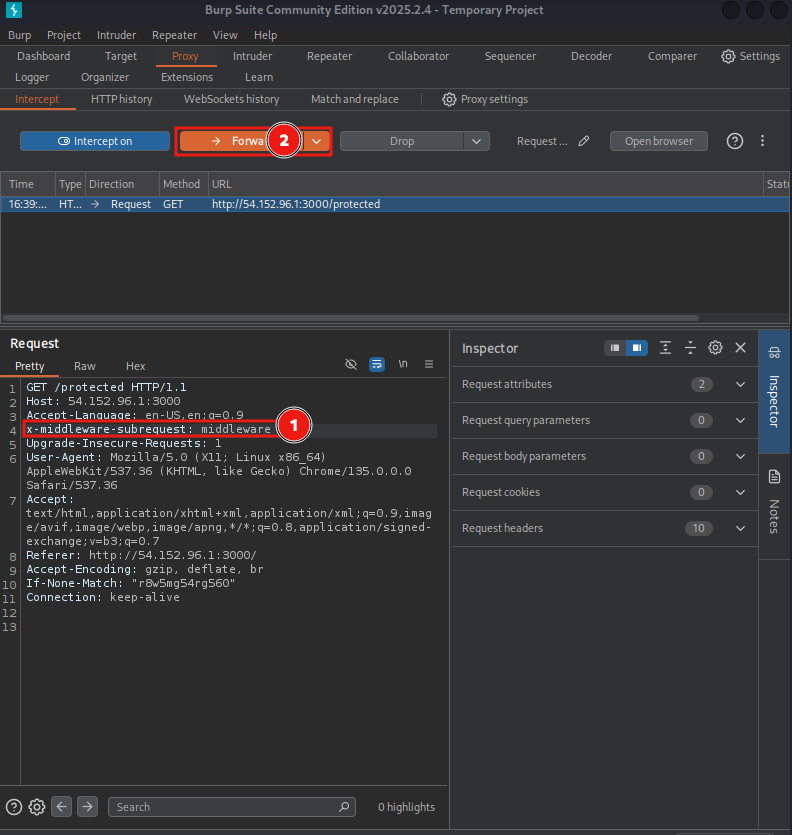 Burp Suite Community Edition v2025.2.4 - Temporary Project
Burp Project Intruder Repeater View Help
Dashboard Target Proxy Intruder Repeater Collaborator Sequencer Decoder Comparer Settings
Logger Organizer Extensions Learn
Intercept HTTP history WebSockets history Match and replace Proxy settings
Intercept on Forwa 2 Drop Request ... Open browser
Time Type Direction Method URL Statu
16:39:... HT... Request GET http://54.152.96.1:3000/protected
Request
Pretty Raw Hex \n
1 GET /protected HTTP/1.1
2 Host: 54.152.96.1:3000
3 Accept-Language: en-US,en;q=0.9
4 x-middleware-subrequest: middleware 1
5 Upgrade-Insecure-Requests: 1
6 User-Agent: Mozilla/5.0 (X11; Linux x86_64)
AppleWebKit/537.36 (KHTML, like Gecko) Chrome/135.0.0.0
Safari/537.36
7 Accept:
text/html,application/xhtml+xml,application/xml;q=0.9,imag
e/avif,image/webp,image/apng,*/*;q=0.8,application/signed-
exchange;v=b3;q=0.7
8 Referer: http://54.152.96.1:3000/
9 Accept-Encoding: gzip, deflate, br
10 If-None-Match: "r8w5mg54rg560"
11 Connection: keep-alive
12
13
Search 0 highlights
Inspector
Request attributes 2
Request query parameters 0
Request body parameters 0
Request cookies 0
Request headers 10
Inspector
Notes